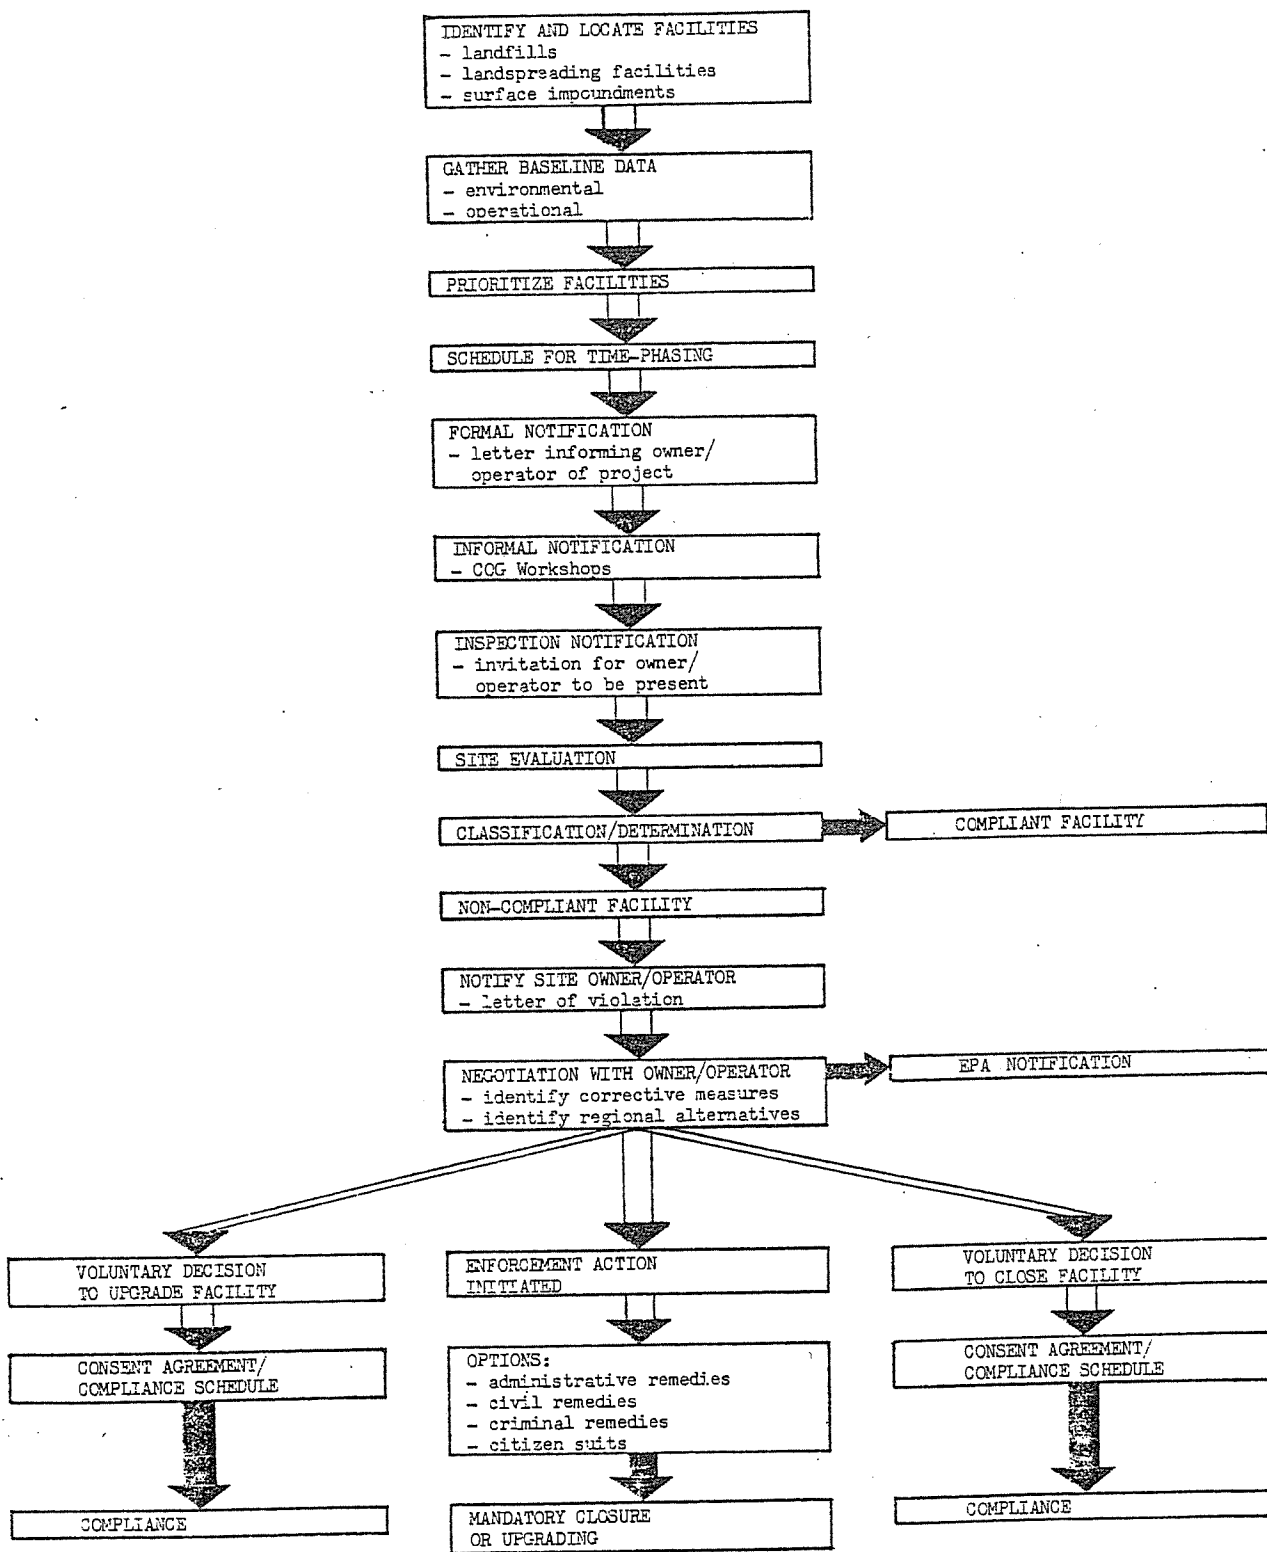 IDENTIFY AND LOCATE FACILITIES
- landfills
- landspreading facilities
- surface impoundments
GATHER BASELINE DATA
- environmental
- operational
PRIORITIZE FACILITIES
SCHEDULE FOR TIME-PHASING
FORMAL NOTIFICATION
- letter informing owner/
operator of project
INFORMAL NOTIFICATION
- COG Workshops
INSPECTION NOTIFICATION
- invitation for owner/
operator to be present
SITE EVALUATION
CLASSIFICATION/DETERMINATION
COMPLIANT FACILITY
NON-COMPLIANT FACILITY
NOTIFY SITE OWNER/OPERATOR
- letter of violation
NEGOTIATION WITH OWNER/OPERATOR
- identify corrective measures
- identify regional alternatives
EPA NOTIFICATION
VOLUNTARY DECISION
TO UPGRADE FACILITY
ENFORCEMENT ACTION
INITIATED
VOLUNTARY DECISION
TO CLOSE FACILITY
CONSENT AGREEMENT/
COMPLIANCE SCHEDULE
OPTIONS:
- administrative remedies
- civil remedies
- criminal remedies
- citizen suits
CONSENT AGREEMENT/
COMPLIANCE SCHEDULE
COMPLIANCE
MANDATORY CLOSURE
OR UPGRADING
COMPLIANCE